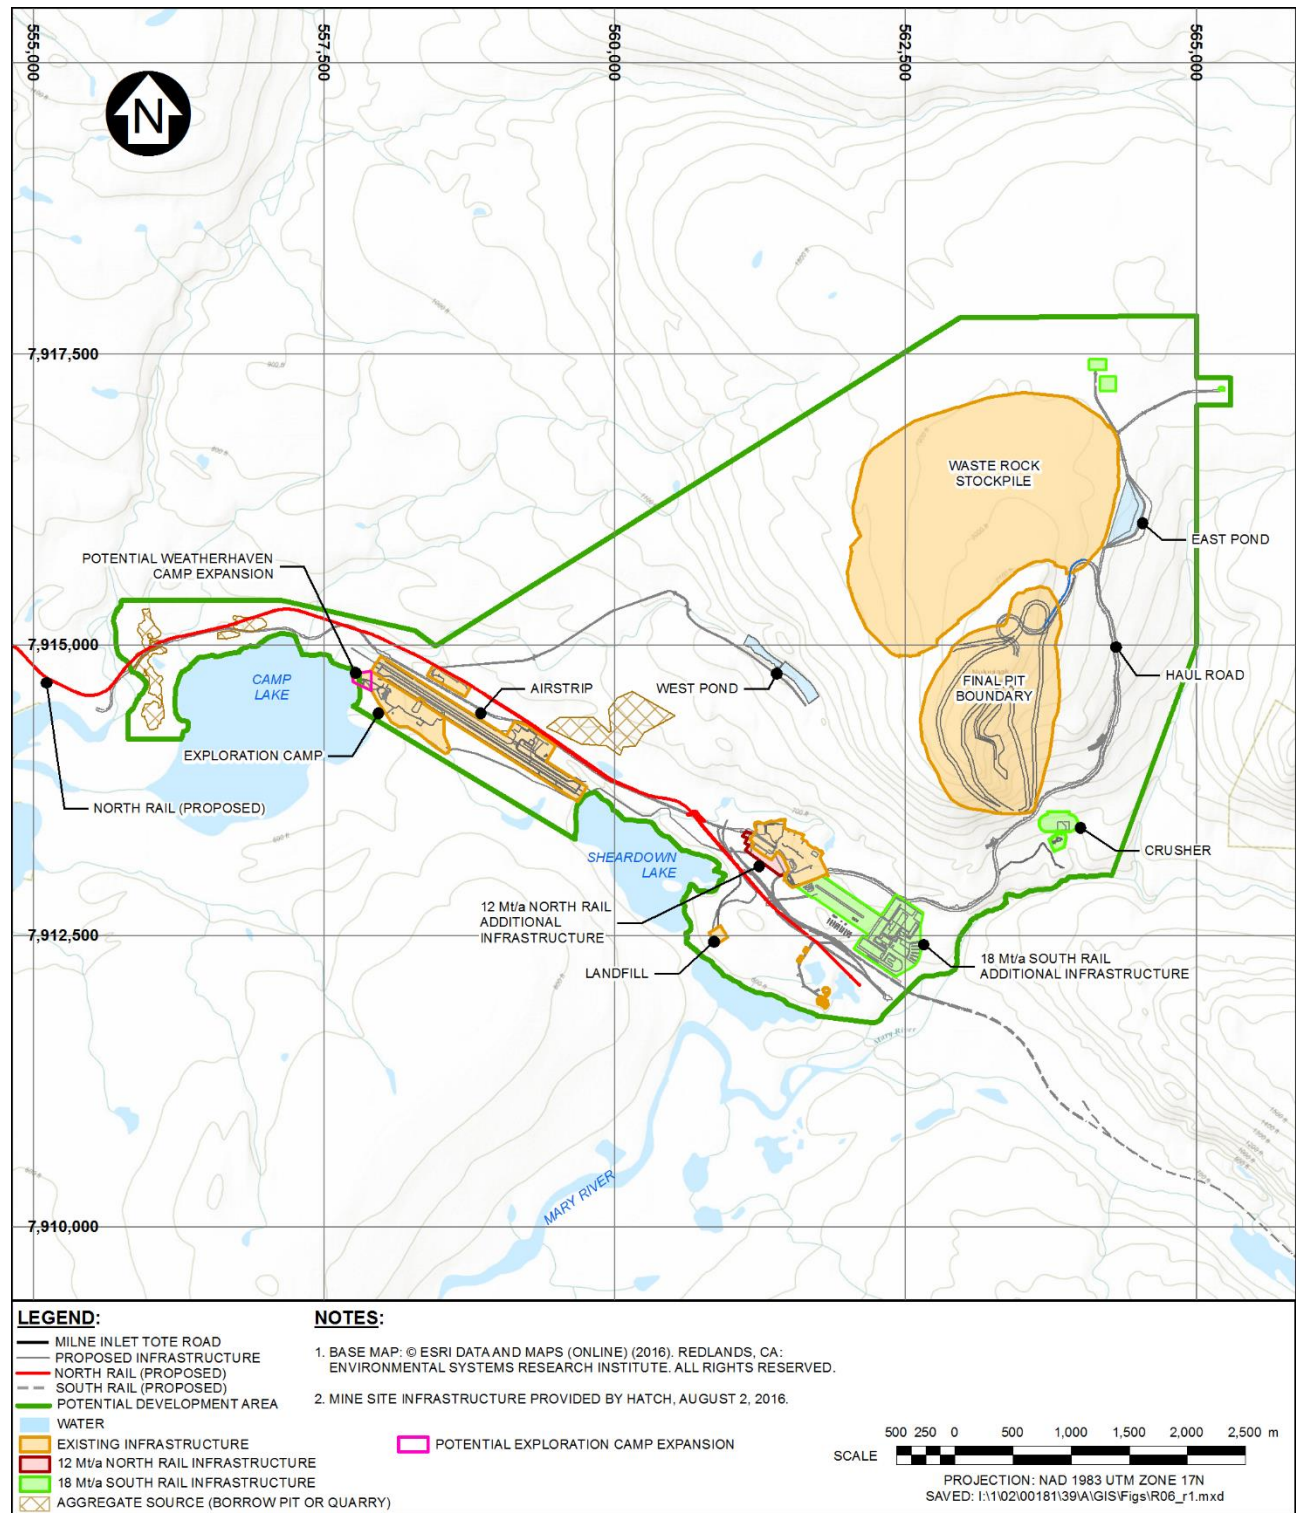 555,000
557,500
560,000
562,500
565,000
N
7,917,500
7,915,000
7,912,500
7,910,000
WASTE ROCK
STOCKPILE
EAST POND
POTENTIAL WEATHERHAVEN
CAMP EXPANSION
CAMP
LAKE
AIRSTRIP
WEST POND
FINAL PIT
BOUNDARY
HAUL ROAD
EXPLORATION CAMP
NORTH RAIL (PROPOSED)
SHEARDOWN
LAKE
CRUSHER
12 Mt/a NORTH RAIL
ADDITIONAL
INFRASTRUCTURE
LANDFILL
18 Mt/a SOUTH RAIL
ADDITIONAL INFRASTRUCTURE
Mary River
MARY RIVER
LEGEND:
MILNE INLET TOTE ROAD
PROPOSED INFRASTRUCTURE
NORTH RAIL (PROPOSED)
SOUTH RAIL (PROPOSED)
POTENTIAL DEVELOPMENT AREA
WATER
EXISTING INFRASTRUCTURE
12 Mt/a NORTH RAIL INFRASTRUCTURE
18 Mt/a SOUTH RAIL INFRASTRUCTURE
AGGREGATE SOURCE (BORROW PIT OR QUARRY)
POTENTIAL EXPLORATION CAMP EXPANSION
NOTES:
1. BASE MAP: © ESRI DATA AND MAPS (ONLINE) (2016). REDLANDS, CA:
ENVIRONMENTAL SYSTEMS RESEARCH INSTITUTE. ALL RIGHTS RESERVED.
2. MINE SITE INFRASTRUCTURE PROVIDED BY HATCH, AUGUST 2, 2016.
SCALE
500 250 0 500 1,000 1,500 2,000 2,500 m
PROJECTION: NAD 1983 UTM ZONE 17N
SAVED: I:\1\02\00181\39\A\GIS\Figs\R06_r1.mxd